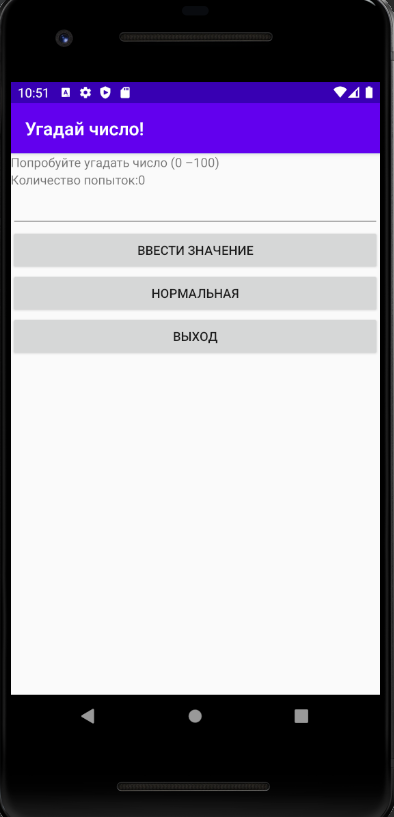 10:51
Угадай число!
Попробуйте угадать число (0 –100)
Количество попыток:0
ВВЕСТИ ЗНАЧЕНИЕ
НОРМАЛЬНАЯ
ВЫХОД